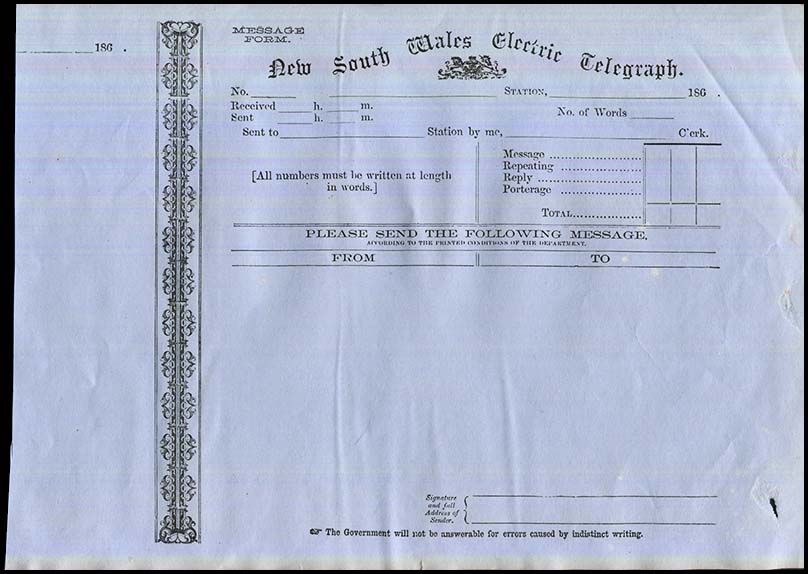 186 .
MESSAGE
FORM.
New South Wales Electric Telegraph.
No. STATION, 186 .
Received h. m.
Sent h. m.
No. of Words
Sent to Station by me, C'erk.
[All numbers must be written at length
in words.]
Message
Repeating
Reply
Porterage
TOTAL
PLEASE SEND THE FOLLOWING MESSAGE,
ACCORDING TO THE PRINTED CONDITIONS OF THE DEPARTMENT.
FROM TO
Signature
and full
Address of
Sender.
☞ The Government will not be answerable for errors caused by indistinct writing.